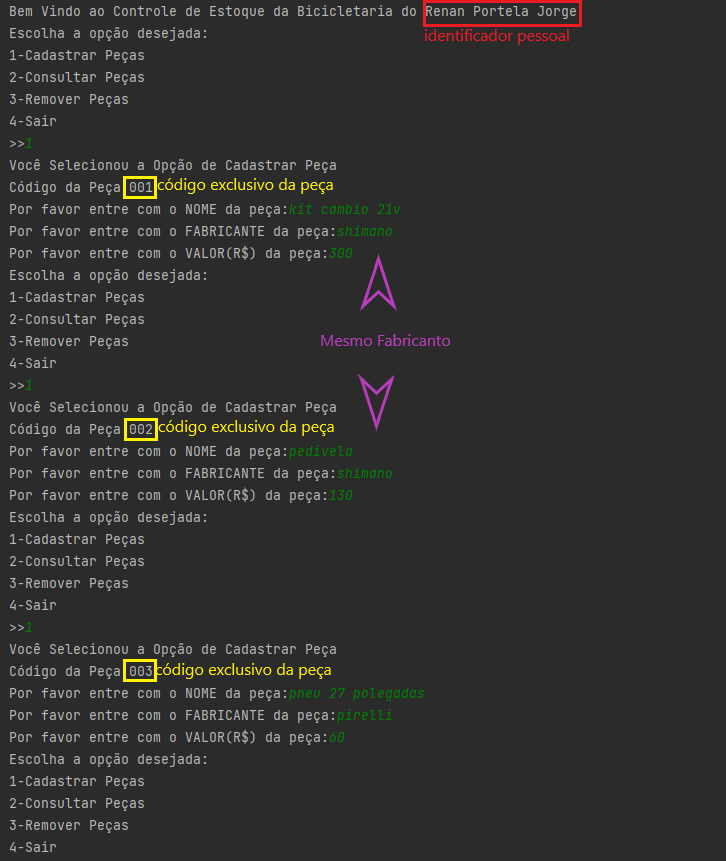 Bem Vindo ao Controle de Estoque da Bicicletaria do Renan Portela Jorge
identificador pessoal
Escolha a opção desejada:
1-Cadastrar Peças
2-Consultar Peças
3-Remover Peças
4-Sair
>>1
Você Selecionou a Opção de Cadastrar Peça
Código da Peça 001 código exclusivo da peça
Por favor entre com o NOME da peça:kit cambio 21v
Por favor entre com o FABRICANTE da peça:shimano
Por favor entre com o VALOR(R$) da peça:300
Escolha a opção desejada:
1-Cadastrar Peças
2-Consultar Peças
3-Remover Peças
Mesmo Fabricanto
4-Sair
>>1
Você Selecionou a Opção de Cadastrar Peça
Código da Peça 002 código exclusivo da peça
Por favor entre com o NOME da peça:pedivela
Por favor entre com o FABRICANTE da peça:shimano
Por favor entre com o VALOR(R$) da peça:130
Escolha a opção desejada:
1-Cadastrar Peças
2-Consultar Peças
3-Remover Peças
4-Sair
>>1
Você Selecionou a Opção de Cadastrar Peça
Código da Peça 003 código exclusivo da peça
Por favor entre com o NOME da peça:pneu 27 polegadas
Por favor entre com o FABRICANTE da peça:pirelli
Por favor entre com o VALOR(R$) da peça:60
Escolha a opção desejada:
1-Cadastrar Peças
2-Consultar Peças
3-Remover Peças
4-Sair